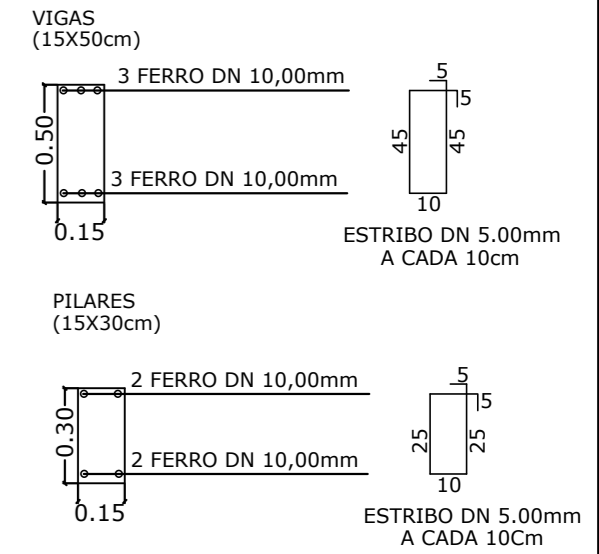 VIGAS
(15X50cm)
3 FERRO DN 10,00mm
0.50
3 FERRO DN 10,00mm
0.15
5
5
45
45
10
ESTRIBO DN 5.00mm
A CADA 10cm
PILARES
(15X30cm)
2 FERRO DN 10,00mm
0.30
2 FERRO DN 10,00mm
0.15
5
5
25
25
10
ESTRIBO DN 5.00mm
A CADA 10Cm